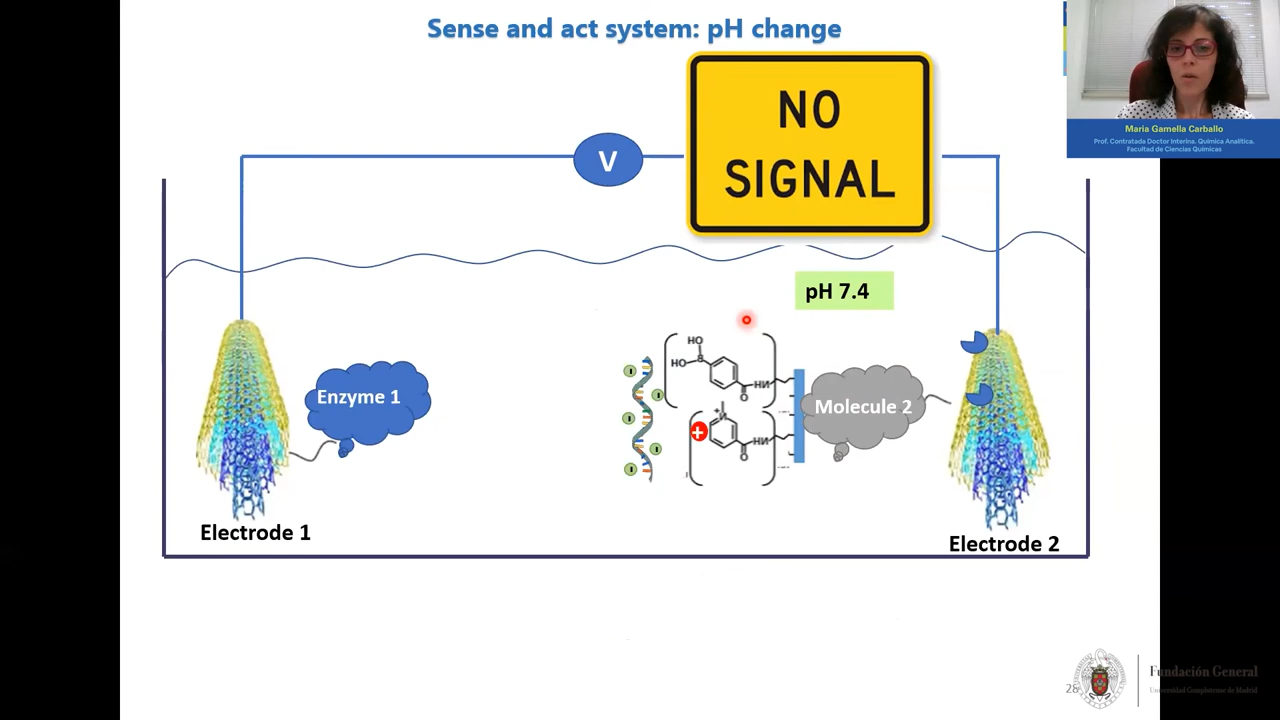 Sense and act system: pH change
NO
SIGNAL
V
Maria Gamella Carballo
Prof. Contratada Doctor Interina. Química Analítica.
Facultad de Ciencias Químicas
pH 7.4
HO
HO
B
O
HN
Enzyme 1
Molecule 2
+
N
+
O
HN
Electrode 1
Electrode 2
28
Fundación General
Universidad Complutense de Madrid